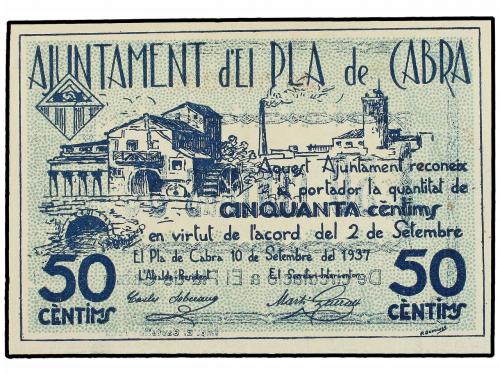 AJUNTAMENT d'El PLA de CABRA
Aquest Ajuntament reconeix
al portador la quantitat de
CINQUANTA cèntims
en virtut de l'acord del 2 de Setembre
El Pla de Cabra 10 de Setembre del 1937
L'Alcalde-President El Secretari-Interventor
50 50
CÈNTIMS CÈNTIMS